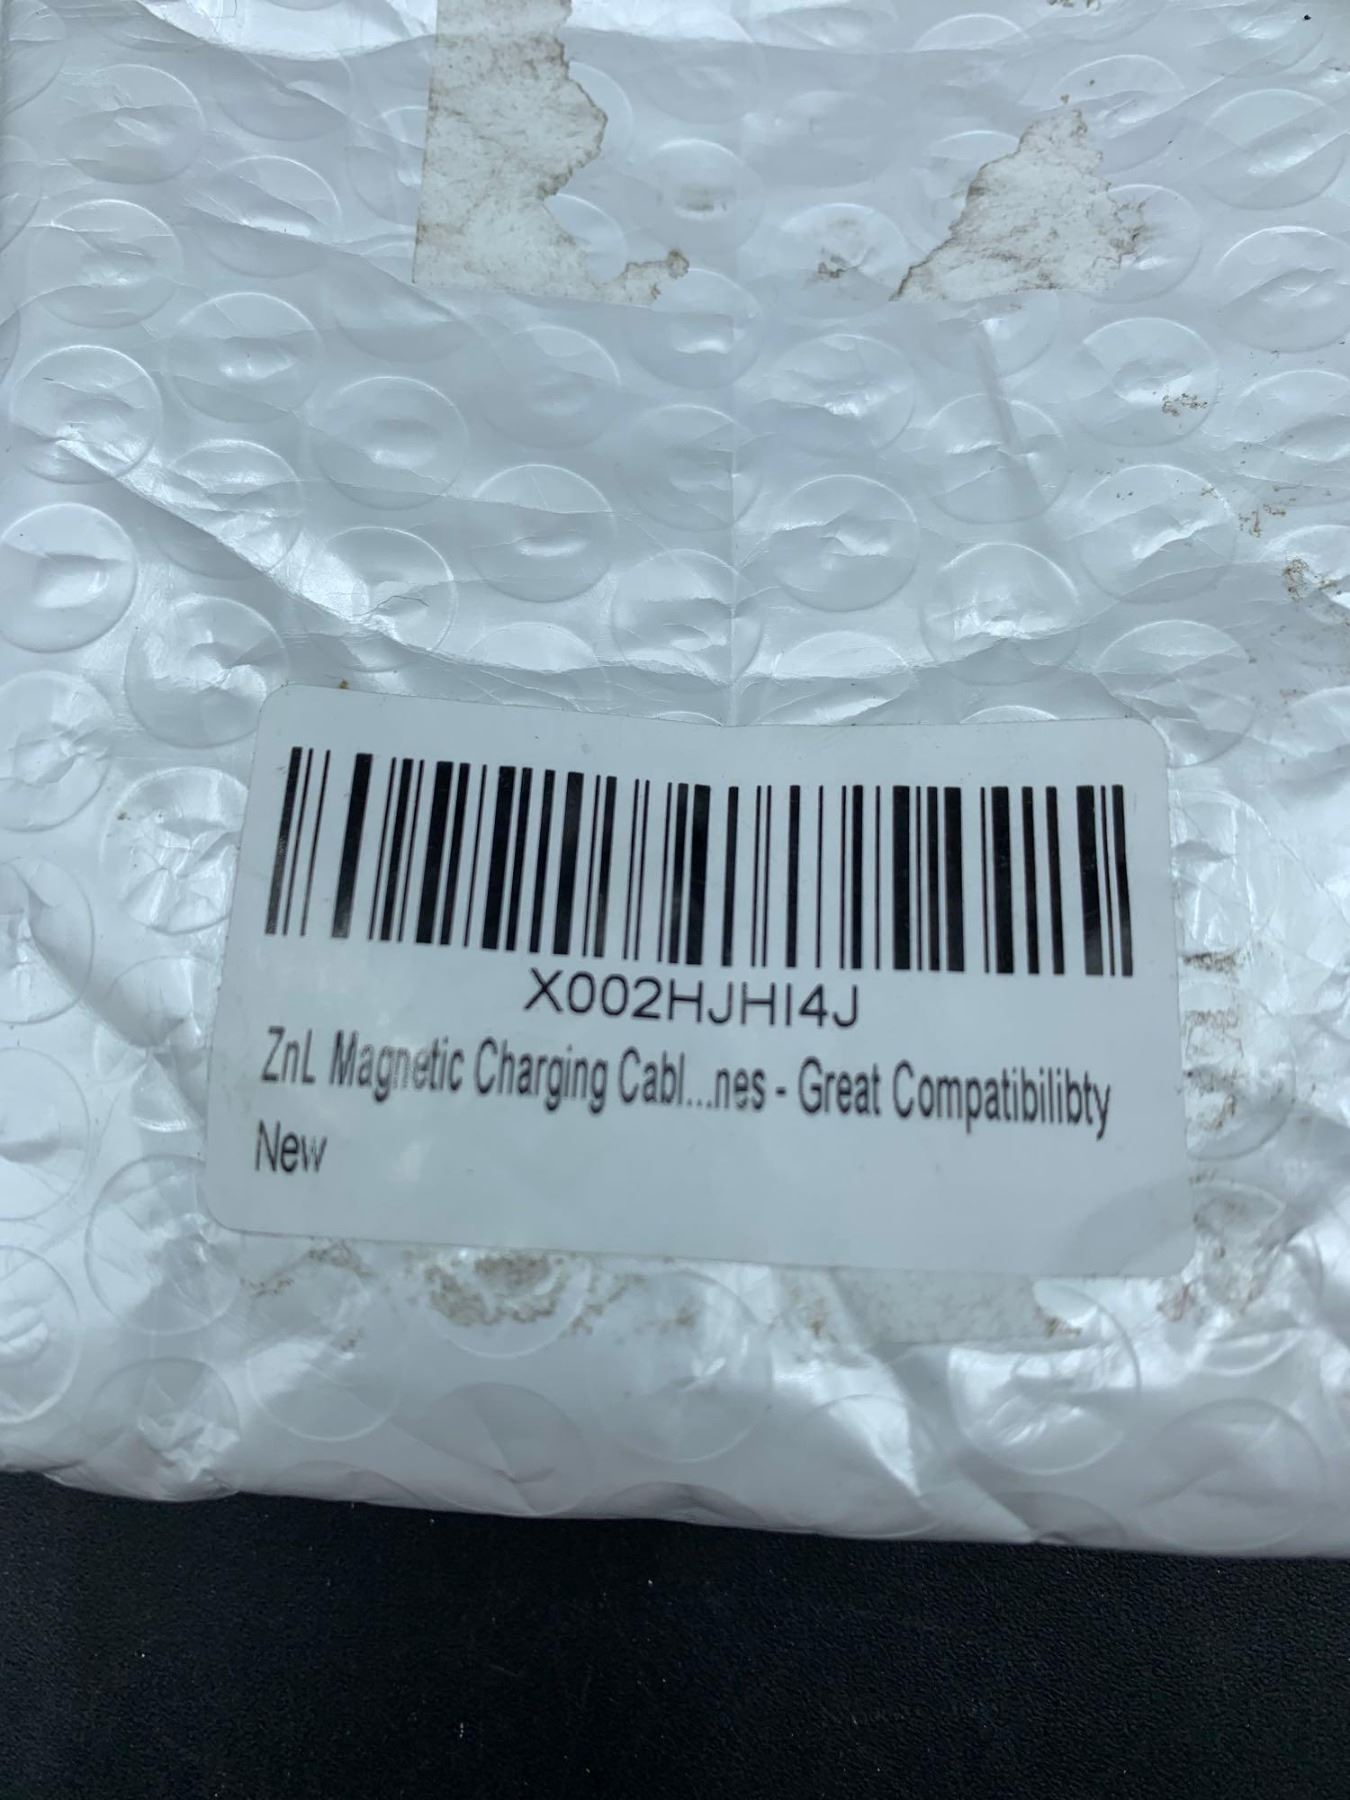 X002HJHI4J
ZnL Magnetic Charging Cabl...nes - Great Compatibilibty
New